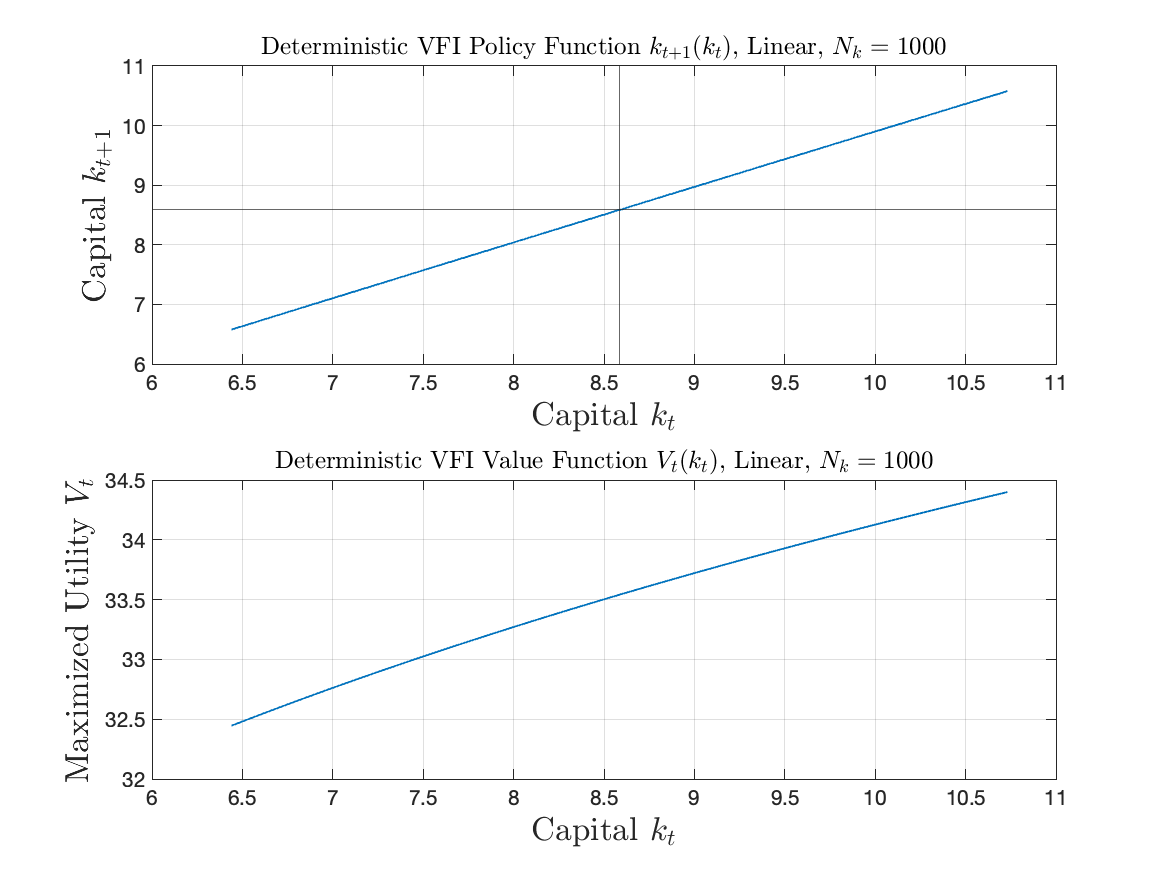 Deterministic VFI Policy Function $k_{t+1}(k_t)$, Linear, $N_k = 1000$
Capital $k_{t+1}$
11
10
9
8
7
6
6 6.5 7 7.5 8 8.5 9 9.5 10 10.5 11
Capital $k_t$
Deterministic VFI Value Function $V_t(k_t)$, Linear, $N_k = 1000$
Maximized Utility $V_t$
34.5
34
33.5
33
32.5
32
6 6.5 7 7.5 8 8.5 9 9.5 10 10.5 11
Capital $k_t$